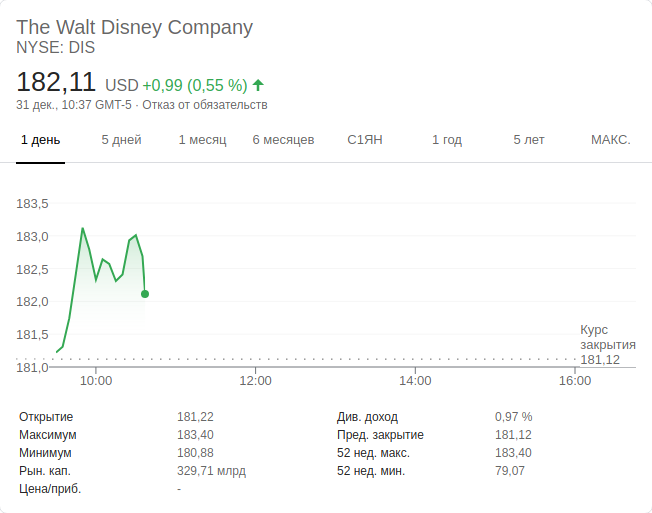 The Walt Disney Company
NYSE: DIS
182,11 USD +0,99 (0,55 %)
31 дек., 10:37 GMT-5 · Отказ от обязательств
1 день 5 дней 1 месяц 6 месяцев С1ЯН 1 год 5 лет МАКС.
183,5
183,0
182,5
182,0
181,5
181,0
Курс
закрытия
181,12
10:00 12:00 14:00 16:00
Открытие 181,22 Див. доход 0,97 %
Максимум 183,40 Пред. закрытие 181,12
Минимум 180,88 52 нед. макс. 183,40
Рын. кап. 329,71 млрд 52 нед. мин. 79,07
Цена/приб. -